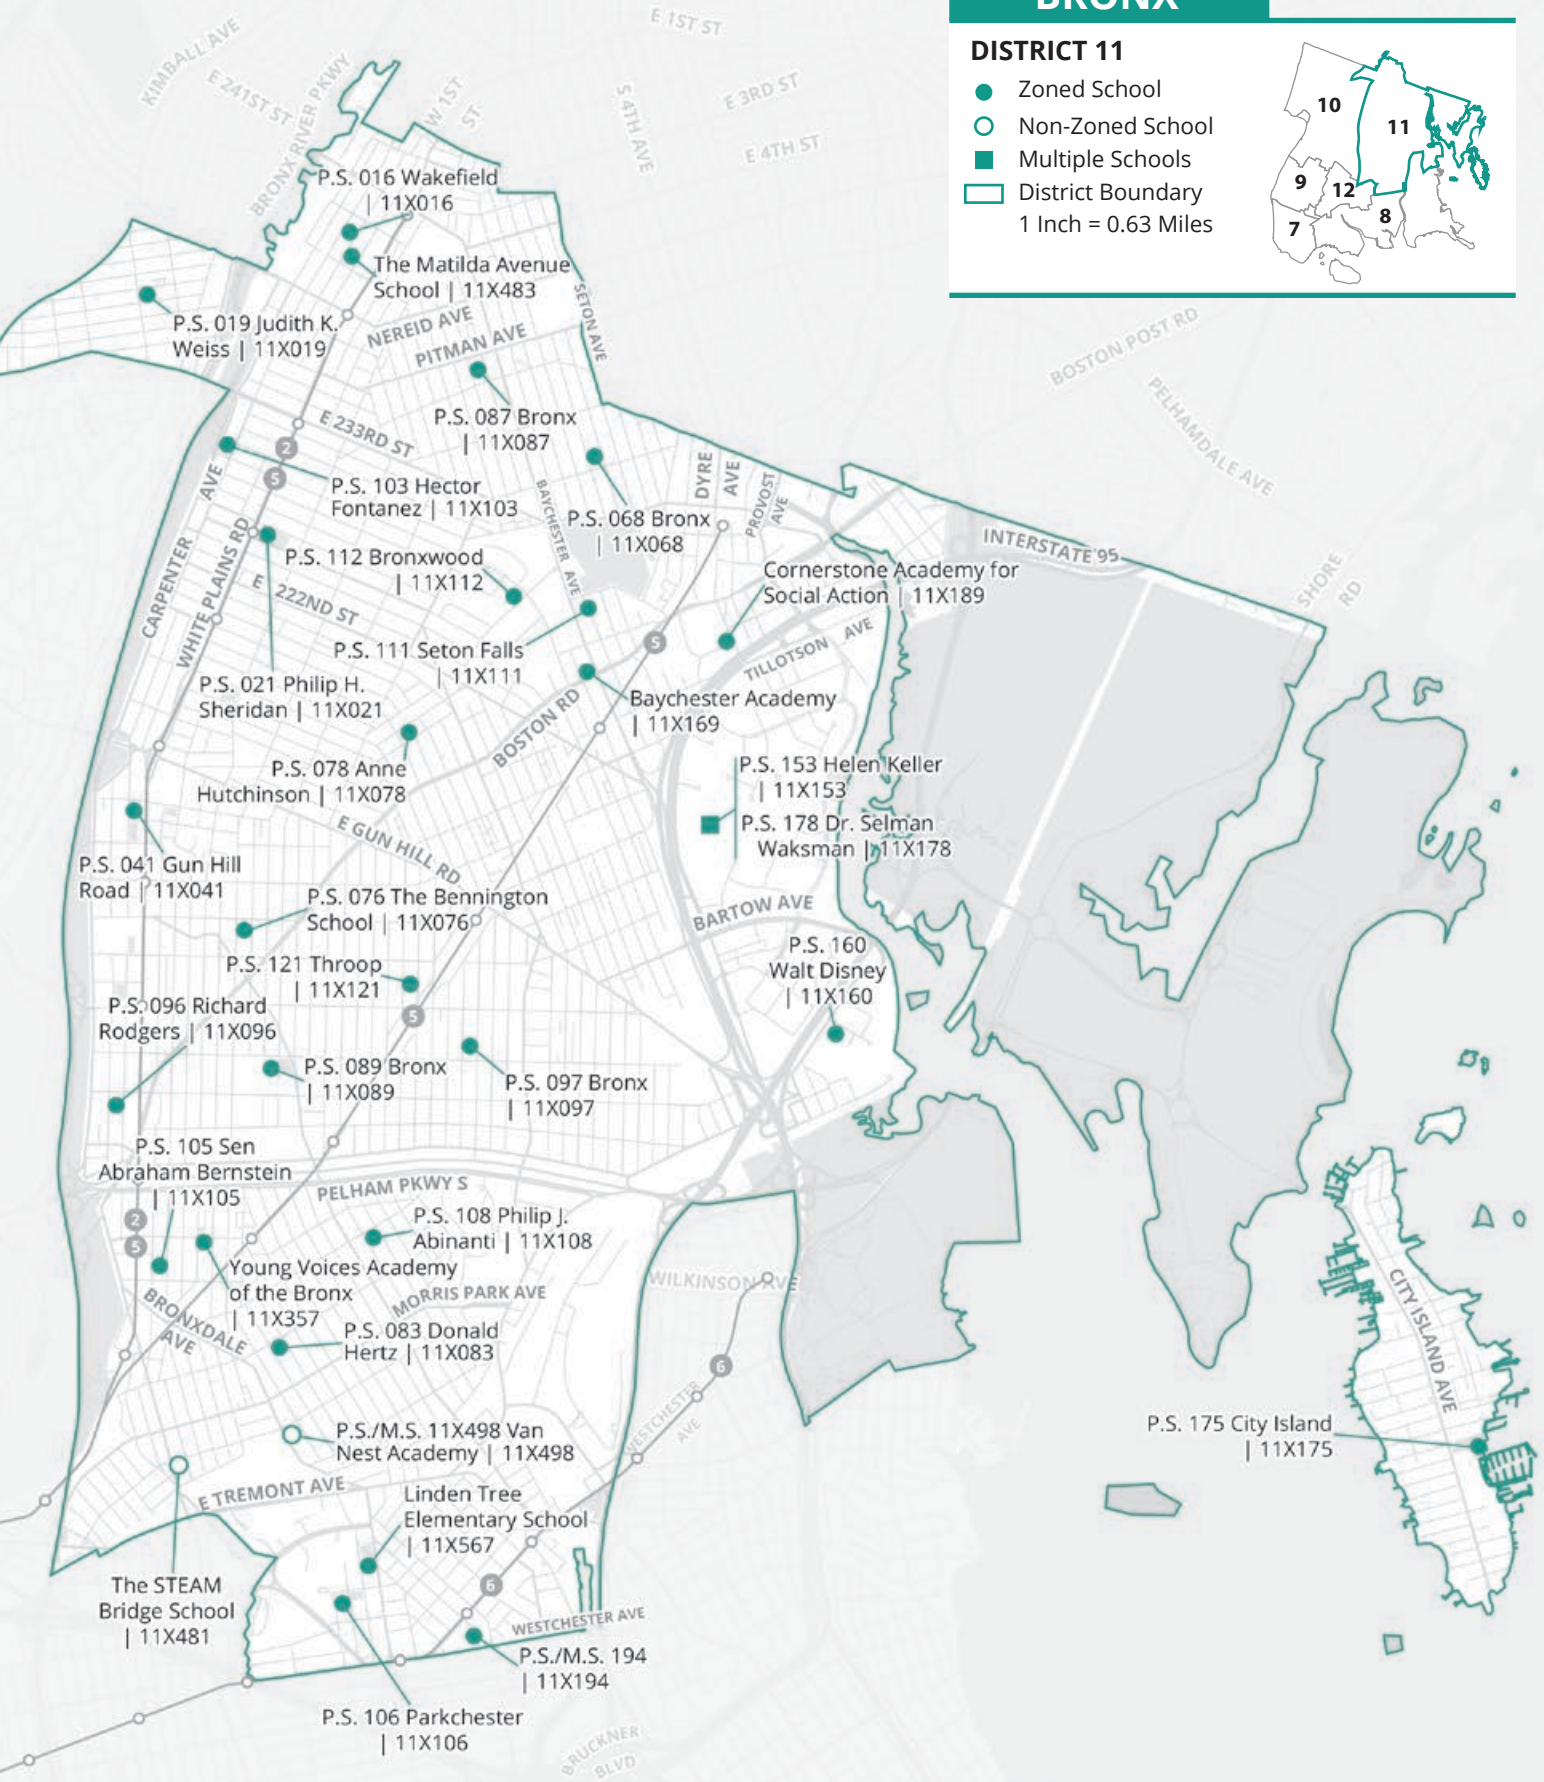 BRONX
DISTRICT 11
Zoned School
Non-Zoned School
Multiple Schools
District Boundary
1 Inch = 0.63 Miles
10
11
9
12
8
7
E 1ST ST
KIMBALL AVE
E 241ST ST
BRONX RIVER PKWY
W 1ST
ST
S 4TH AVE
E 3RD ST
E 4TH ST
P.S. 016 Wakefield
| 11X016
The Matilda Avenue
School | 11X483
SETON AVE
P.S. 019 Judith K.
Weiss | 11X019
NEREID AVE
PITMAN AVE
BOSTON POST RD
PELHAMDALE AVE
P.S. 087 Bronx
| 11X087
E 233RD ST
2
5
P.S. 103 Hector
Fontanez | 11X103
CARPENTER
AVE
WHITE PLAINS RD
BAYCHESTER
AVE
DYRE
AVE
PROVOST
AVE
P.S. 068 Bronx
| 11X068
INTERSTATE 95
SHORE
RD
P.S. 112 Bronxwood
| 11X112
Cornerstone Academy for
Social Action | 11X189
E 222ND ST
P.S. 111 Seton Falls
| 11X111
5
TILLOTSON AVE
P.S. 021 Philip H.
Sheridan | 11X021
Baychester Academy
| 11X169
BOSTON RD
P.S. 078 Anne
Hutchinson | 11X078
P.S. 153 Helen Keller
| 11X153
P.S. 178 Dr. Selman
Waksman | 11X178
E GUN HILL RD
P.S. 041 Gun Hill
Road | 11X041
P.S. 076 The Bennington
School | 11X076
BARTOW AVE
P.S. 160
Walt Disney
| 11X160
P.S. 121 Throop
| 11X121
5
P.S. 096 Richard
Rodgers | 11X096
P.S. 089 Bronx
| 11X089
P.S. 097 Bronx
| 11X097
P.S. 105 Sen
Abraham Bernstein
| 11X105
PELHAM PKWY S
2
5
P.S. 108 Philip J.
Abinanti | 11X108
Young Voices Academy
of the Bronx
| 11X357
WILKINSON AVE
MORRIS PARK AVE
BRONXDALE
AVE
P.S. 083 Donald
Hertz | 11X083
6
CITY ISLAND AVE
WESTCHESTER
AVE
P.S./M.S. 11X498 Van
Nest Academy | 11X498
P.S. 175 City Island
| 11X175
E TREMONT AVE
Linden Tree
Elementary School
| 11X567
6
The STEAM
Bridge School
| 11X481
WESTCHESTER AVE
P.S./M.S. 194
| 11X194
P.S. 106 Parkchester
| 11X106
BRUCKNER
BLVD